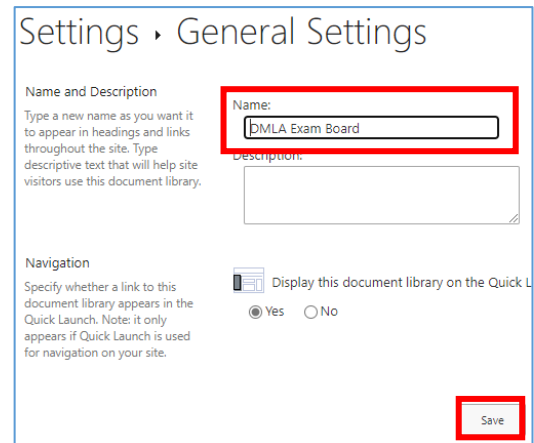 Settings › General Settings
Name and Description
Type a new name as you want it
to appear in headings and links
throughout the site. Type
descriptive text that will help site
visitors use this document library.
Name:
DMLA Exam Board
Description:
Navigation
Specify whether a link to this
document library appears in the
Quick Launch. Note: it only
appears if Quick Launch is used
for navigation on your site.
Display this document library on the Quick L
Yes No
Save